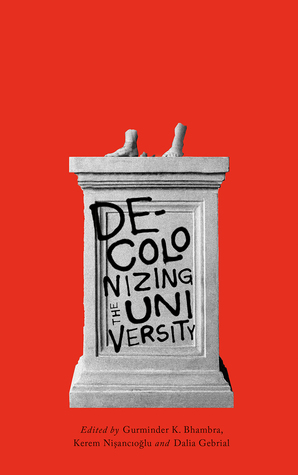 DE-
COLO
NIZING
THE UNI
VERSITY
Edited by Gurminder K. Bhambra,
Kerem Nişancıoğlu and Dalia Gebrial